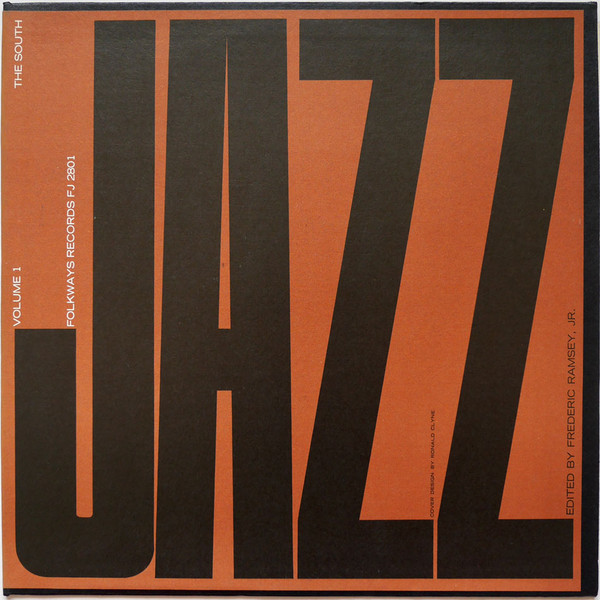 JAZZ
VOLUME 1
THE SOUTH
FOLKWAYS RECORDS FJ 2801
COVER DESIGN BY RONALD CLYNE
EDITED BY FREDERIC RAMSEY, JR.